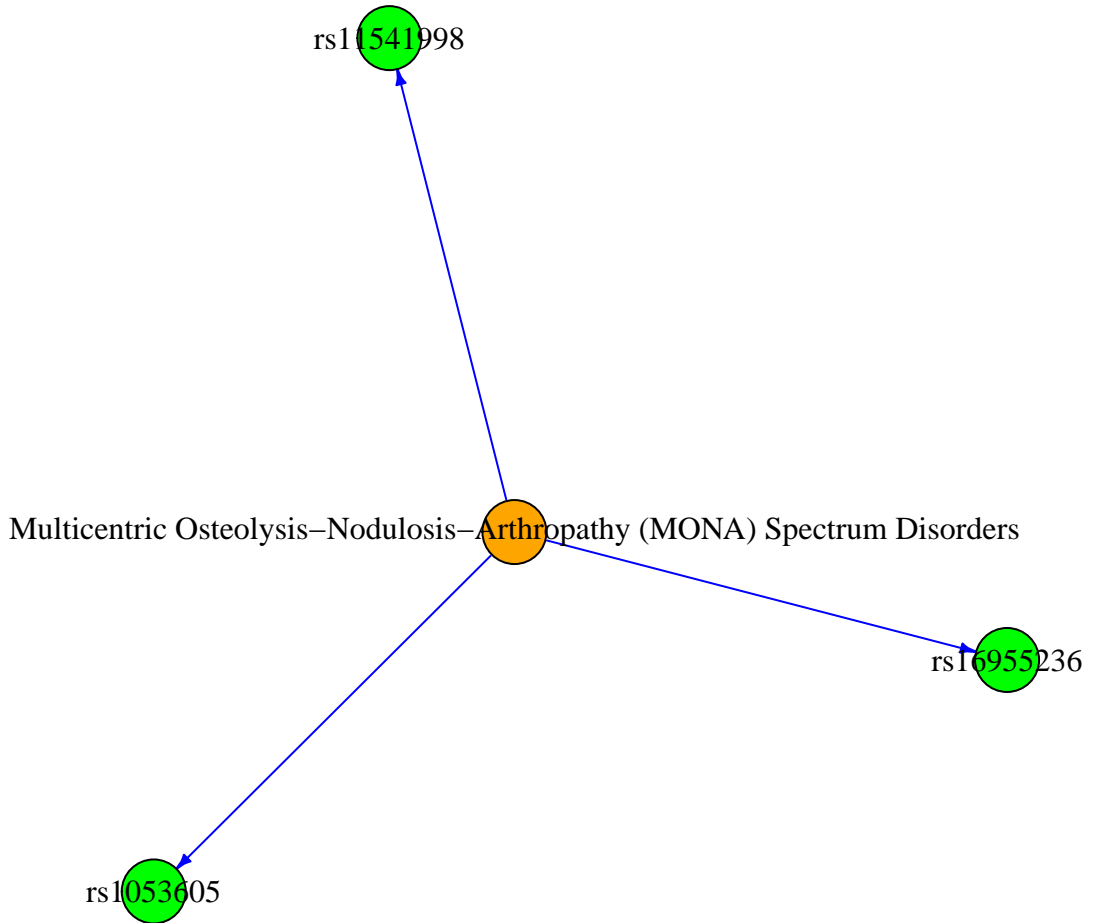 rs11541998
Multicentric Osteolysis−Nodulosis−Arthropathy (MONA) Spectrum Disorders
rs16955236
rs1053605